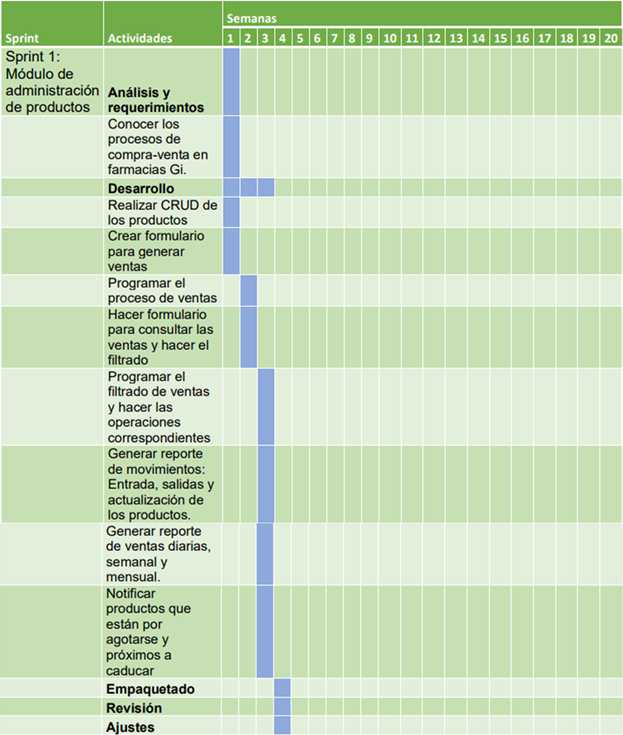 Semanas
Sprint Actividades 1 2 3 4 5 6 7 8 9 10 11 12 13 14 15 16 17 18 19 20
Sprint 1:
Módulo de
administración
de productos
Análisis y
requerimientos
Conocer los
procesos de
compra-venta en
farmacias Gi.
Desarrollo
Realizar CRUD de
los productos
Crear formulario
para generar
ventas
Programar el
proceso de ventas
Hacer formulario
para consultar las
ventas y hacer el
filtrado
Programar el
filtrado de ventas
y hacer las
operaciones
correspondientes
Generar reporte
de movimientos:
Entrada, salidas y
actualización de
los productos.
Generar reporte
de ventas diarias,
semanal y
mensual.
Notificar
productos que
están por
agotarse y
próximos a
caducar
Empaquetado
Revisión
Ajustes